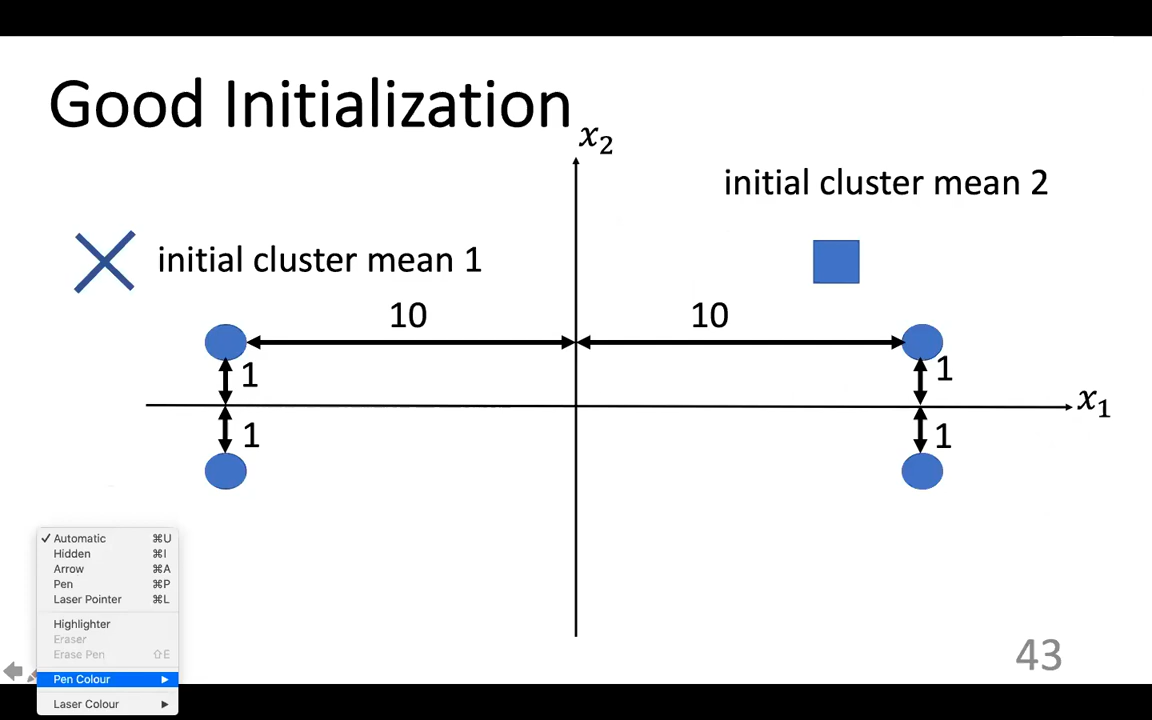 Good Initialization
x₂
initial cluster mean 2
initial cluster mean 1
10
10
1
1
x₁
1
1
✓ Automatic ⌘U
Hidden ⌘I
Arrow ⌘A
Pen ⌘P
Laser Pointer ⌘L
Highlighter
Eraser
Erase Pen ⇧E
Pen Colour
Laser Colour
43